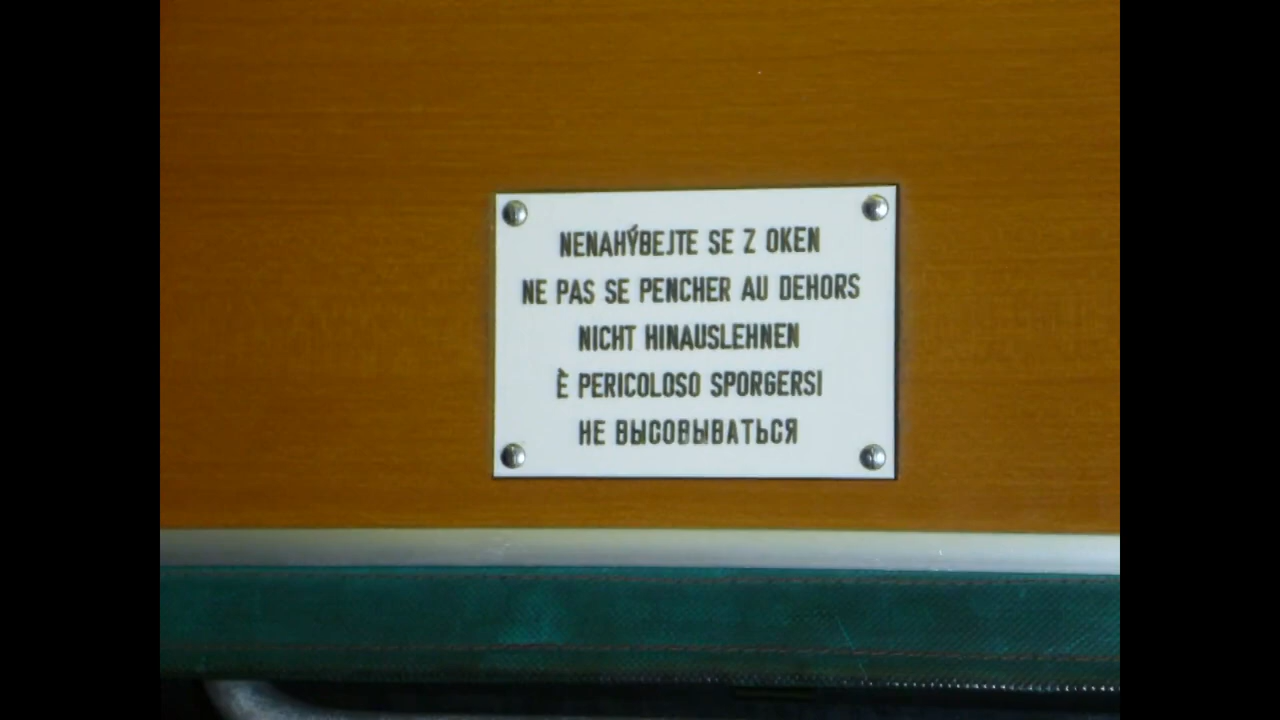 NENAHÝBEJTE SE Z OKEN
NE PAS SE PENCHER AU DEHORS
NICHT HINAUSLEHNEN
È PERICOLOSO SPORGERSI
НЕ ВЫСОВЫВАТЬСЯ